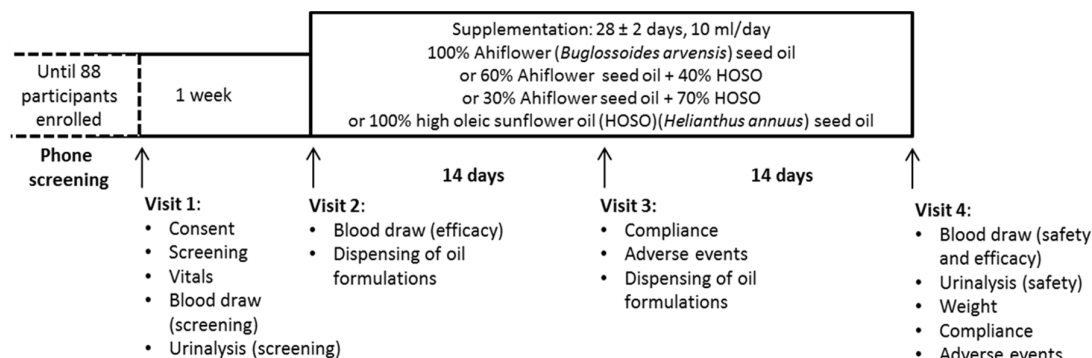 Supplementation: 28 ± 2 days, 10 ml/day
100% Ahiflower (Buglossoides arvensis) seed oil
or 60% Ahiflower seed oil + 40% HOSO
or 30% Ahiflower seed oil + 70% HOSO
or 100% high oleic sunflower oil (HOSO)(Helianthus annuus) seed oil
Until 88
participants
enrolled
1 week
Phone
screening
14 days
14 days
Visit 1:
• Consent
• Screening
• Vitals
• Blood draw
(screening)
• Urinalysis (screening)
Visit 2:
• Blood draw (efficacy)
• Dispensing of oil
formulations
Visit 3:
• Compliance
• Adverse events
• Dispensing of oil
formulations
Visit 4:
• Blood draw (safety
and efficacy)
• Urinalysis (safety)
• Weight
• Compliance
• Adverse events